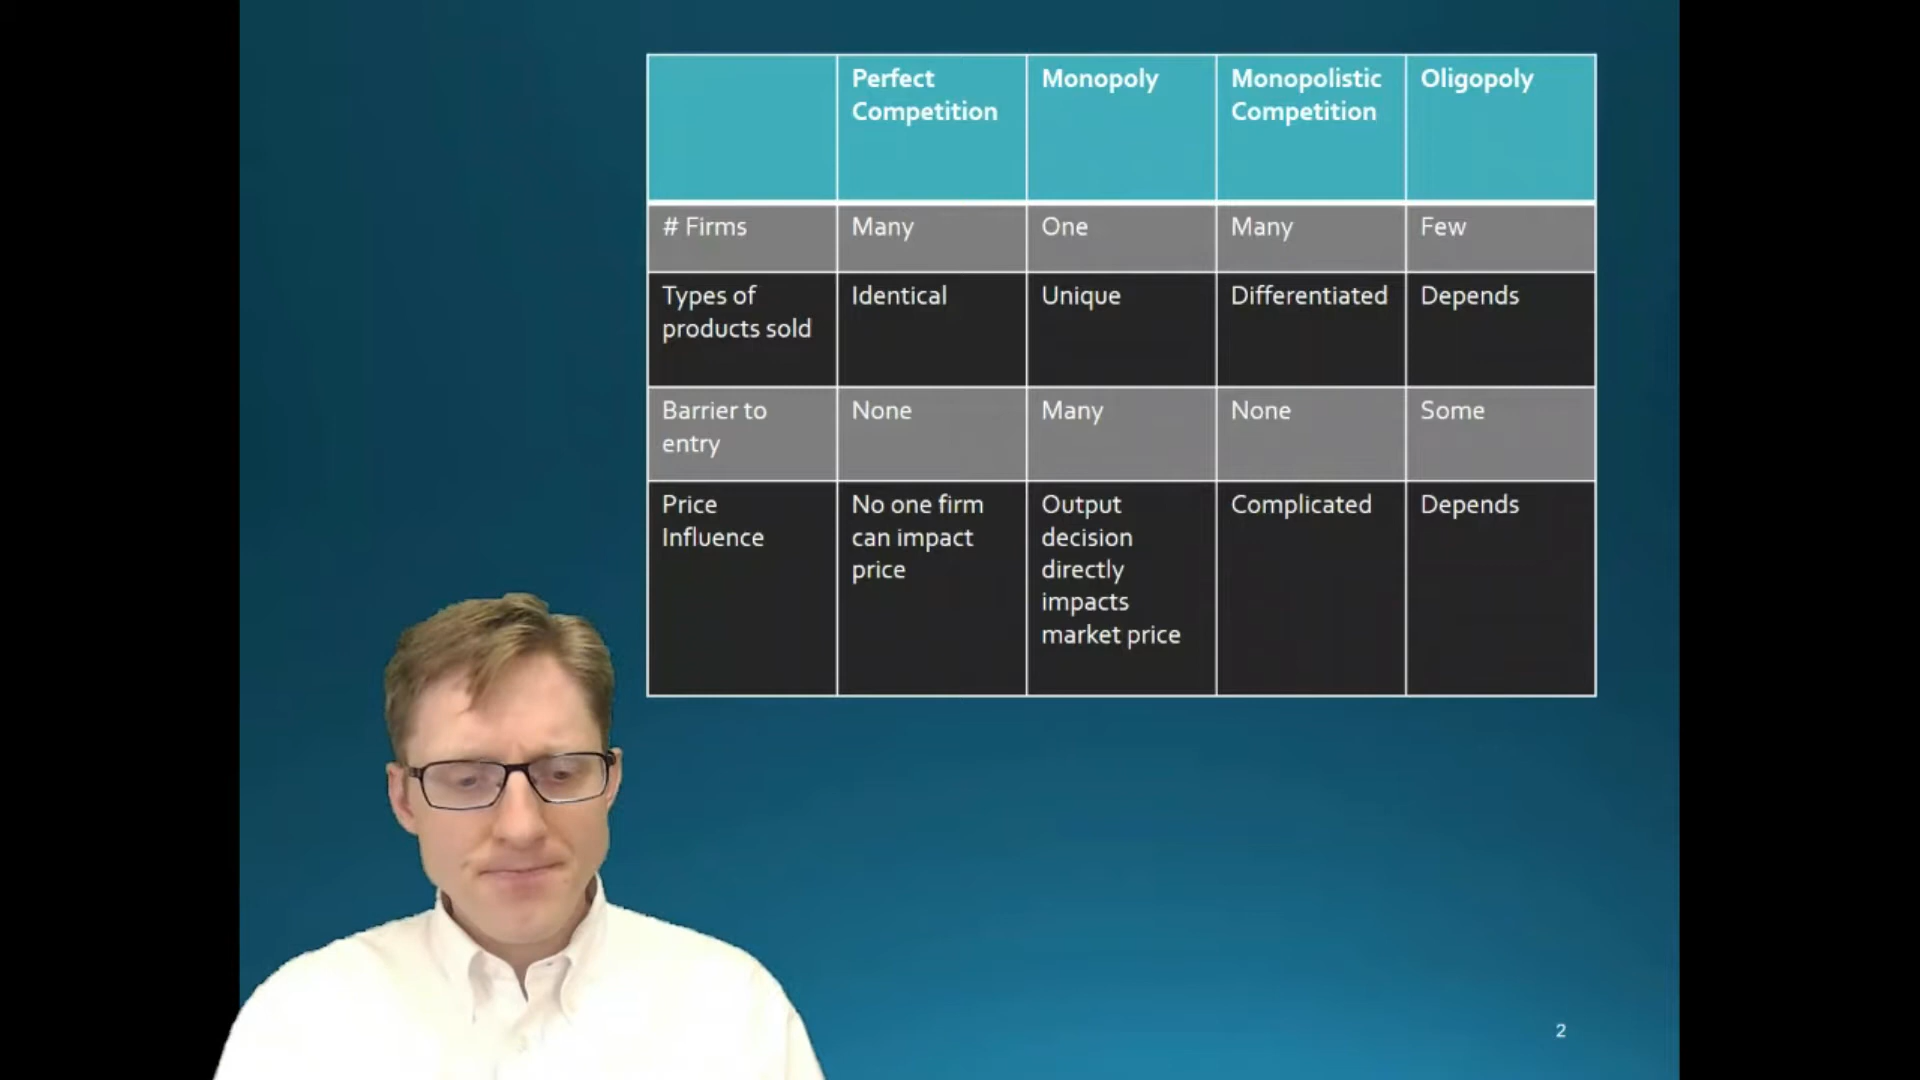 Perfect
Competition
Monopoly
Monopolistic
Competition
Oligopoly
# Firms
Many
One
Many
Few
Types of
products sold
Identical
Unique
Differentiated
Depends
Barrier to
entry
None
Many
None
Some
Price
Influence
No one firm
can impact
price
Output
decision
directly
impacts
market price
Complicated
Depends
2